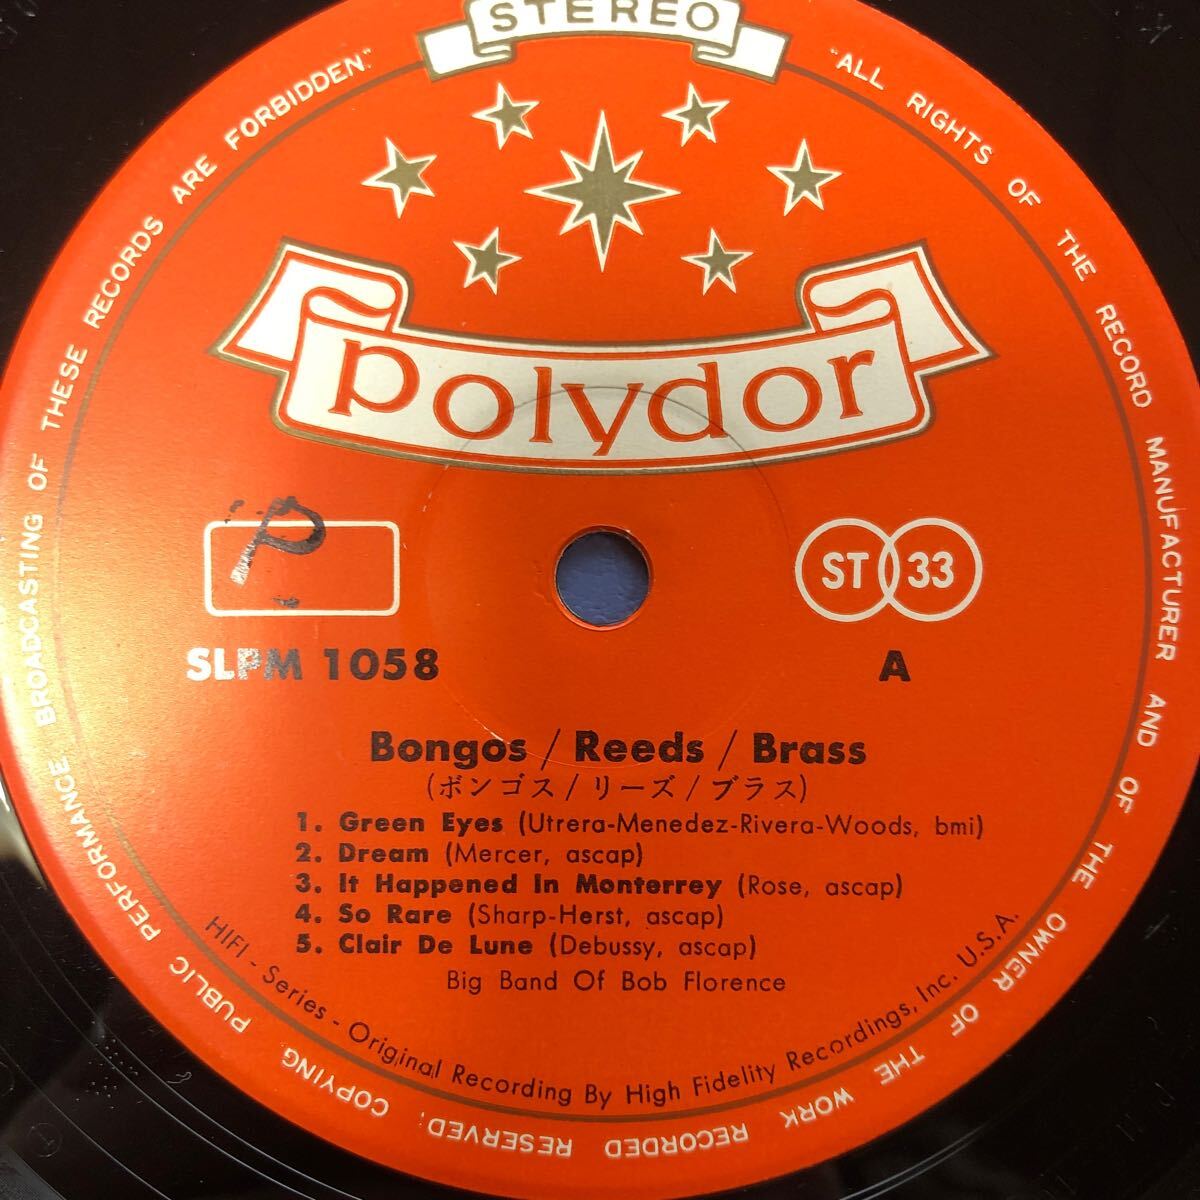 STEREO
"ALL RIGHTS OF THE RECORD MANUFACTURER AND OF THE OWNER OF THE WORK RECORDED RESERVED; COPYING PUBLIC PERFORMANCE BROADCASTING OF THESE RECORDS ARE FORBIDDEN."
polydor
P
ST 33
SLPM 1058
A
Bongos / Reeds / Brass
(ボンゴス / リーズ / ブラス)
1. Green Eyes (Utrera-Menedez-Rivera-Woods, bmi)
2. Dream (Mercer, ascap)
3. It Happened In Monterrey (Rose, ascap)
4. So Rare (Sharp-Herst, ascap)
5. Clair De Lune (Debussy, ascap)
Big Band Of Bob Florence
HIFI - Series - Original Recording By High Fidelity Recordings, Inc. U.S.A.